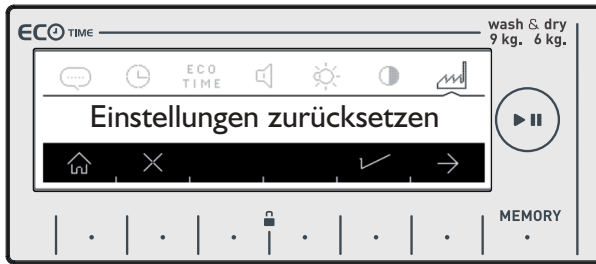 ECO TIME
wash & dry
9 kg. 6 kg.
ECO
TIME
Einstellungen zurücksetzen
MEMORY